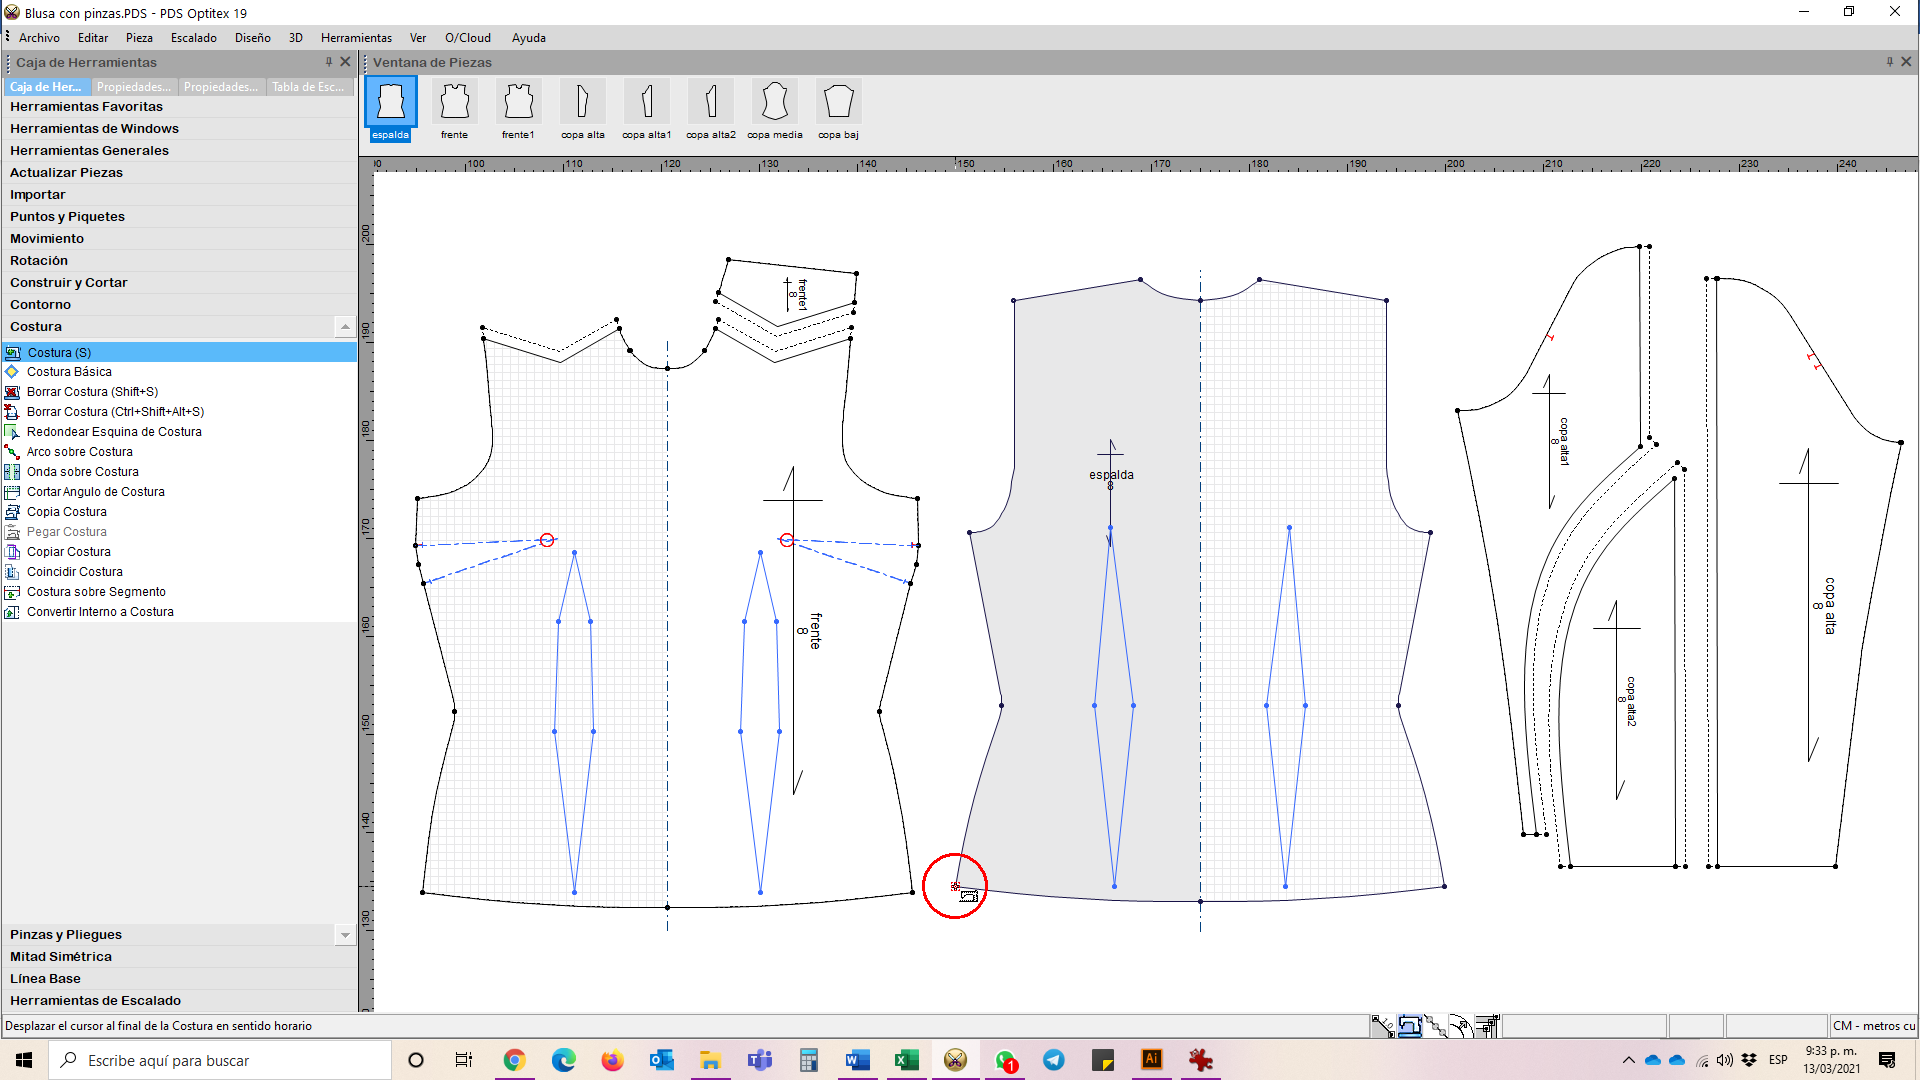 Blusa con pinzas.PDS - PDS Optitex 19
Archivo Editar Pieza Escalado Diseño 3D Herramientas Ver O/Cloud Ayuda
Caja de Herramientas
Ventana de Piezas
Caja de Her... Propiedades... Propiedades... Tabla de Esc...
Herramientas Favoritas
Herramientas de Windows
Herramientas Generales
Actualizar Piezas
Importar
Puntos y Piquetes
Movimiento
Rotación
Construir y Cortar
Contorno
Costura
Costura (S)
Costura Básica
Borrar Costura (Shift+S)
Borrar Costura (Ctrl+Shift+Alt+S)
Redondear Esquina de Costura
Arco sobre Costura
Onda sobre Costura
Cortar Angulo de Costura
Copia Costura
Pegar Costura
Copiar Costura
Coincidir Costura
Costura sobre Segmento
Convertir Interno a Costura
Pinzas y Pliegues
Mitad Simétrica
Línea Base
Herramientas de Escalado
espalda frente frente1 copa alta copa alta1 copa alta2 copa media copa baj
100 110 120 130 140 150 160 170 180 190 200 210 220 230 240
200
190
180
170
160
150
140
130
frente1
8
frente
8
espalda
8
copa alta1
8
copa alta2
8
copa alta
8
Desplazar el cursor al final de la Costura en sentido horario
CM - metros cu
Escribe aquí para buscar
1
ESP
9:33 p. m.
13/03/2021